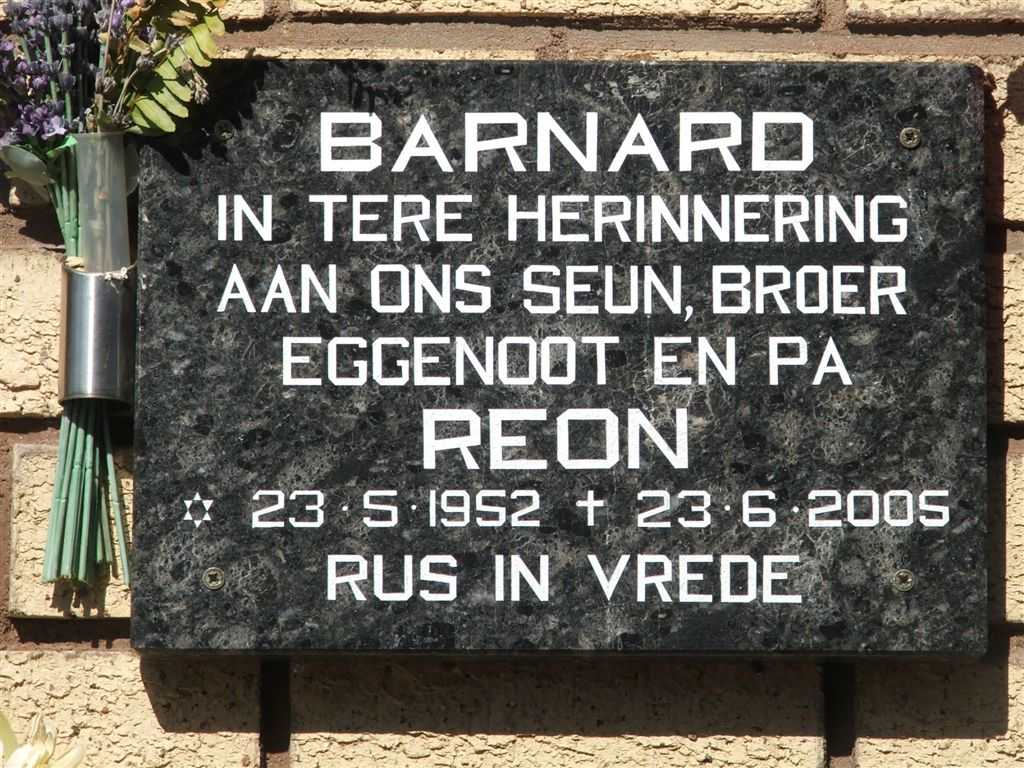 BARNARD
IN TERE HERINNERING
AAN ONS SEUN, BROER
EGGENOOT EN PA
REON
✡ 23·5·1952 ✝ 23·6·2005
RUS IN VREDE